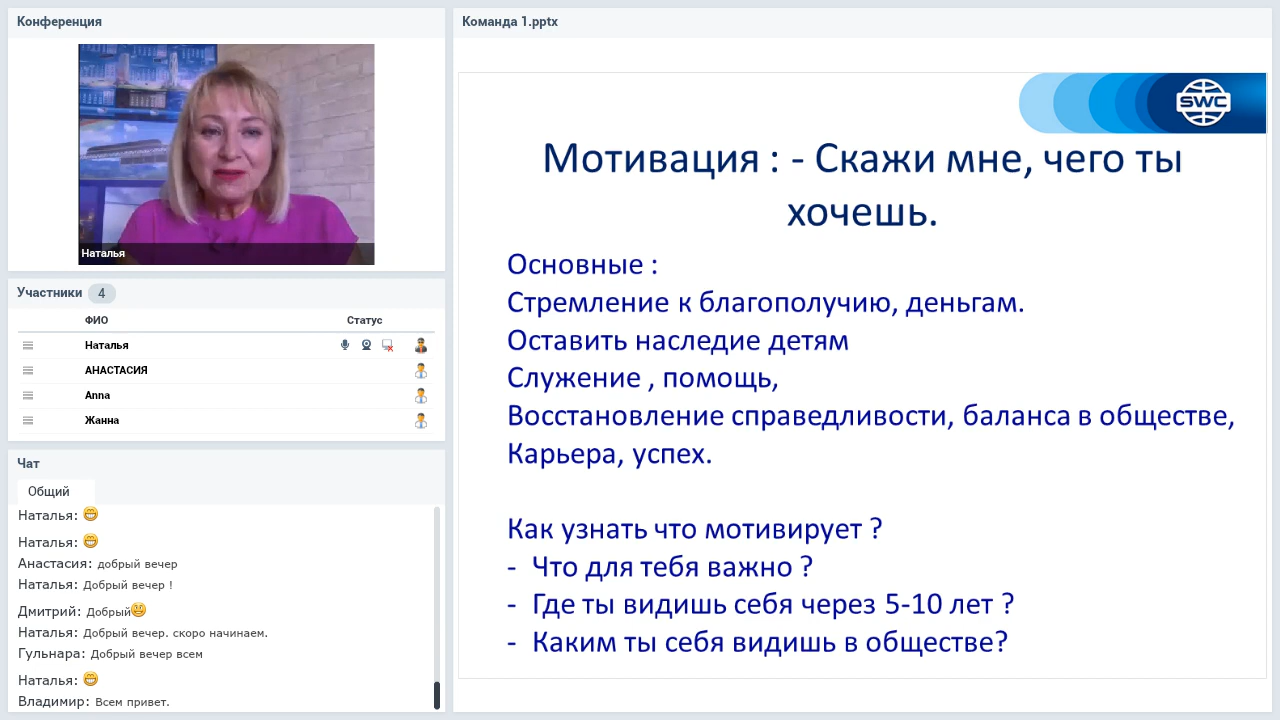 Конференция
Наталья
Участники 4
ФИО Статус
Наталья
АНАСТАСИЯ
Anna
Жанна
Чат
Общий
Наталья:
Наталья:
Анастасия: добрый вечер
Наталья: Добрый вечер !
Дмитрий: Добрый
Наталья: Добрый вечер. скоро начинаем.
Гульнара: Добрый вечер всем
Наталья:
Владимир: Всем привет.
Команда 1.pptx
SWC
Мотивация : - Скажи мне, чего ты
хочешь.
Основные :
Стремление к благополучию, деньгам.
Оставить наследие детям
Служение , помощь,
Восстановление справедливости, баланса в обществе,
Карьера, успех.
Как узнать что мотивирует ?
- Что для тебя важно ?
- Где ты видишь себя через 5-10 лет ?
- Каким ты себя видишь в обществе?